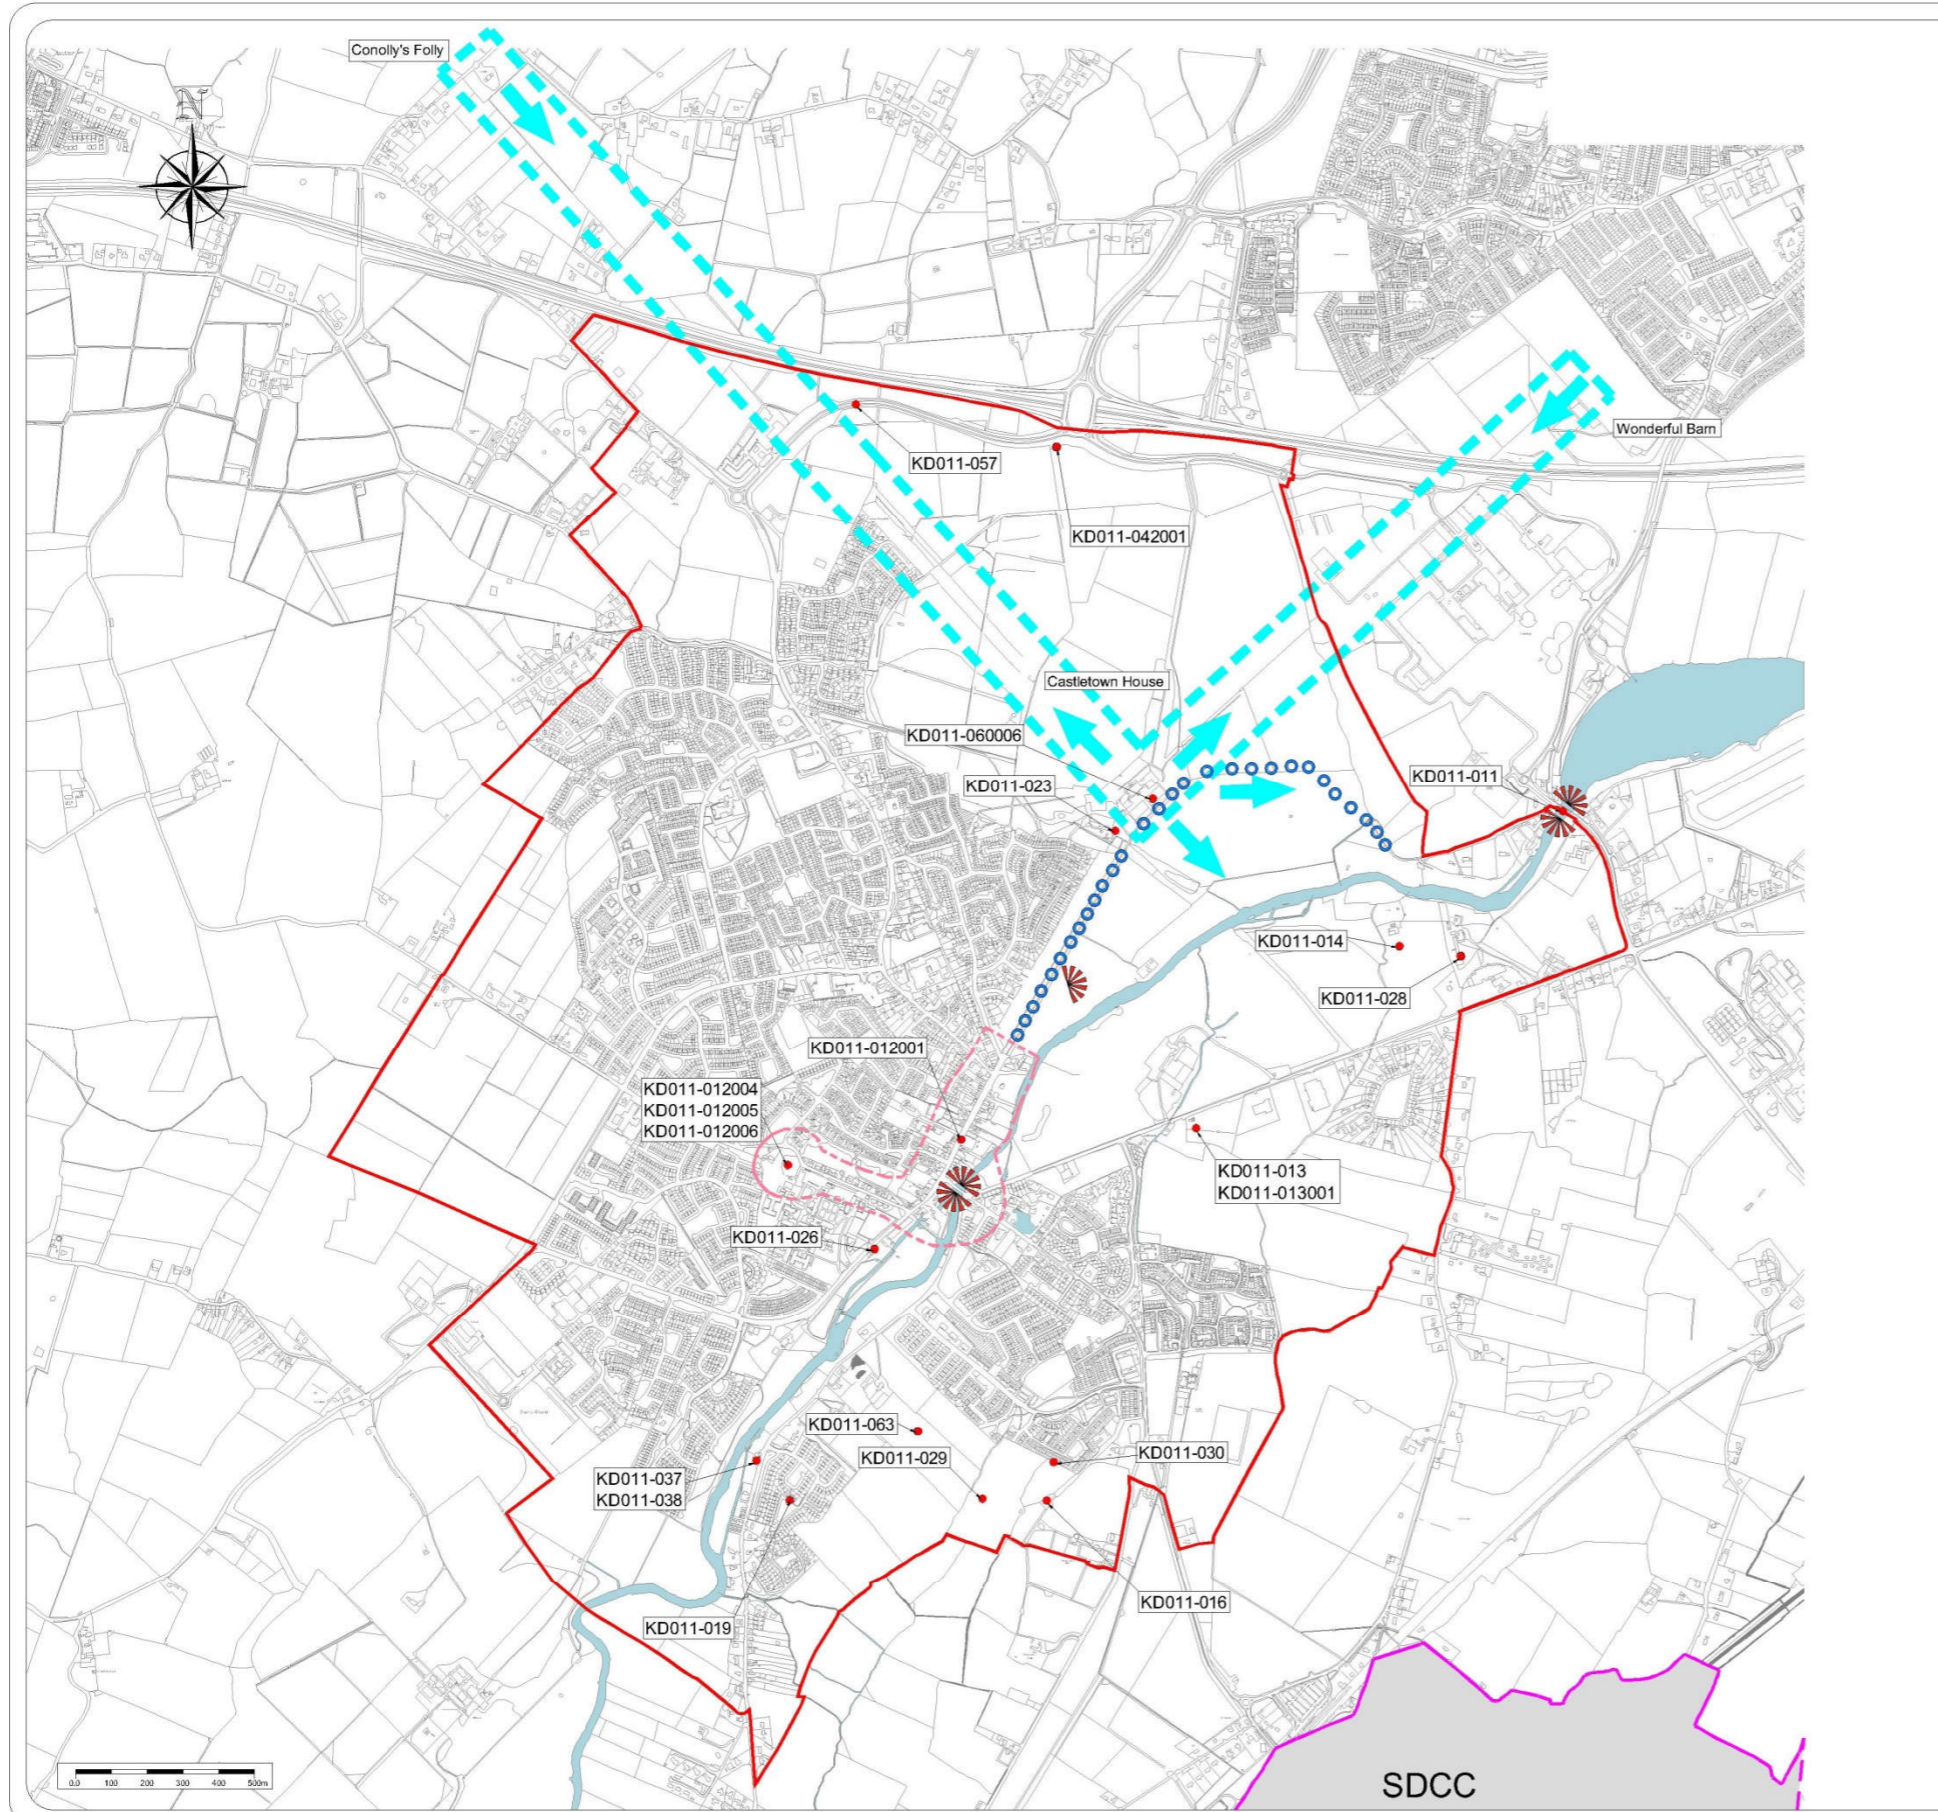 Conolly's Folly
Wonderful Barn
KD011-057
KD011-042001
Castletown House
KD011-060006
KD011-023
KD011-011
KD011-014
KD011-028
KD011-012001
KD011-012004
KD011-012005
KD011-012006
KD011-013
KD011-013001
KD011-026
KD011-063
KD011-029
KD011-030
KD011-037
KD011-038
KD011-016
KD011-019
0.0 100 200 300 400 500m
SDCC